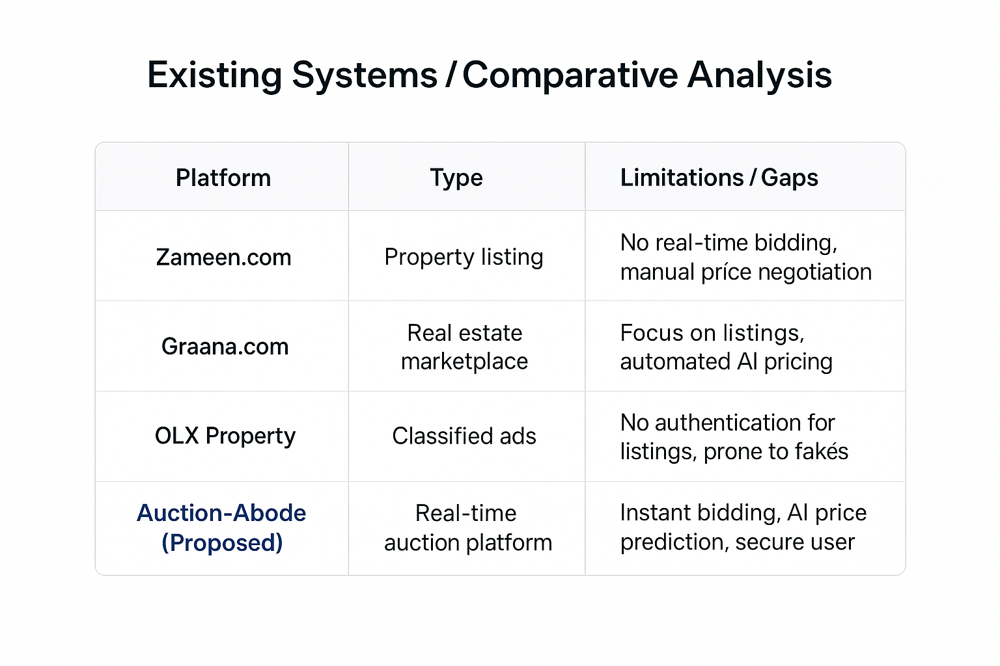 Existing Systems / Comparative Analysis
Platform
Type
Limitations / Gaps
Zameen.com
Property listing
No real-time bidding,
manual príce negotiation
Graana.com
Real estate
marketplace
Focus on listings,
automated AI pricing
OLX Property
Classified ads
No authentication for
listings, prone to fakés
Auction-Abode
(Proposed)
Real-time
auction platform
Instant bidding, AI price
prediction, secure user